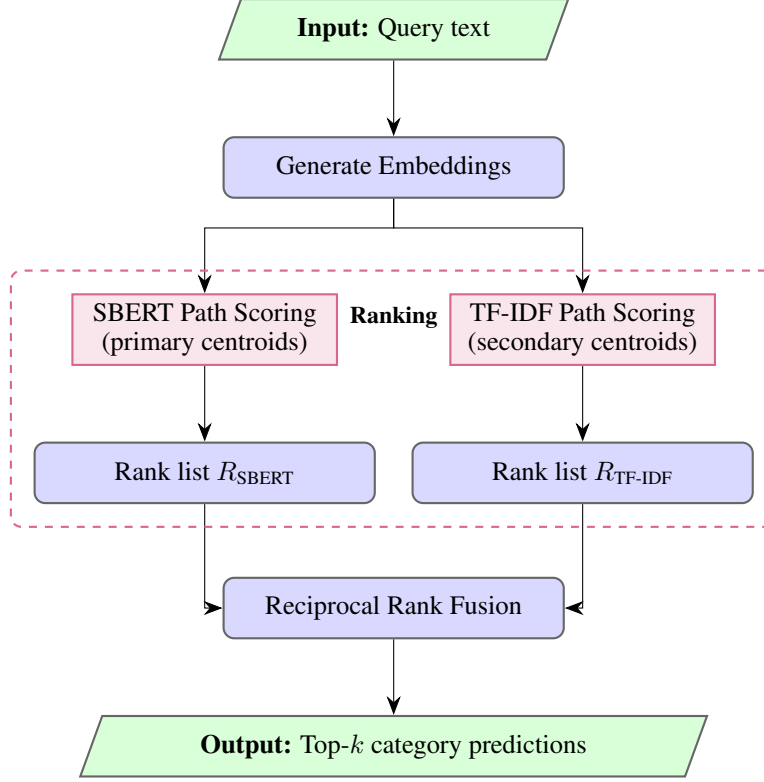 Input: Query text
Generate Embeddings
SBERT Path Scoring
(primary centroids)
Ranking
TF-IDF Path Scoring
(secondary centroids)
Rank list R_SBERT
Rank list R_TF-IDF
Reciprocal Rank Fusion
Output: Top-k category predictions